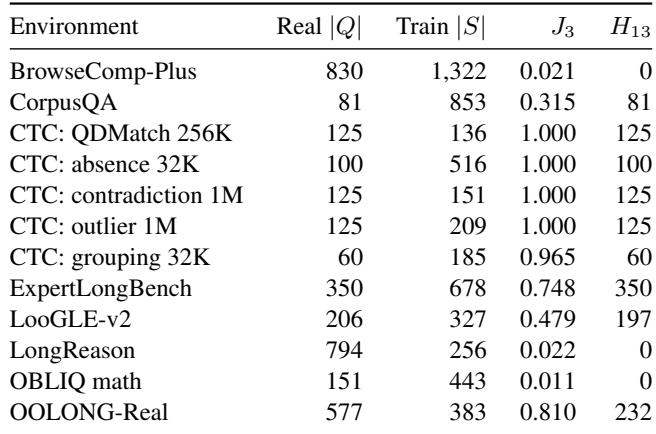 Environment Real |Q| Train |S| J₃ H₁₃
BrowseComp-Plus 830 1,322 0.021 0
CorpusQA 81 853 0.315 81
CTC: QDMatch 256K 125 136 1.000 125
CTC: absence 32K 100 516 1.000 100
CTC: contradiction 1M 125 151 1.000 125
CTC: outlier 1M 125 209 1.000 125
CTC: grouping 32K 60 185 0.965 60
ExpertLongBench 350 678 0.748 350
LooGLE-v2 206 327 0.479 197
LongReason 794 256 0.022 0
OBLIQ math 151 443 0.011 0
OOLONG-Real 577 383 0.810 232